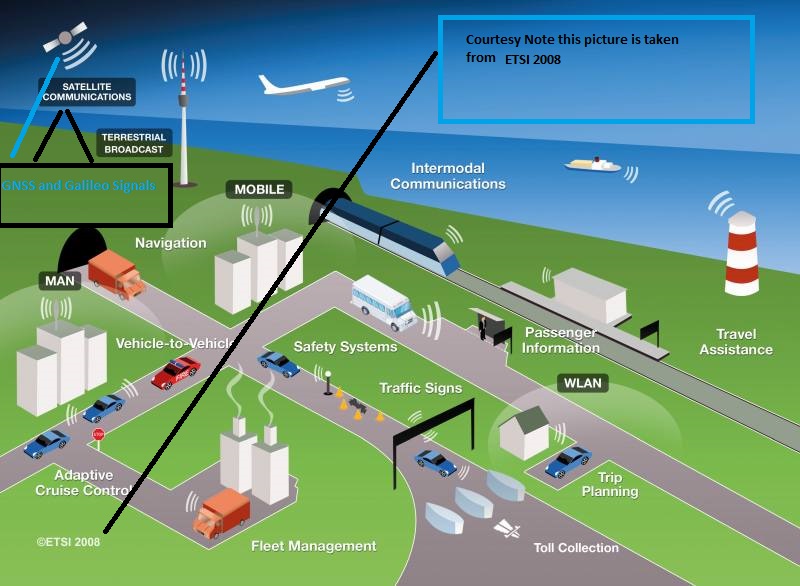 Courtesy Note this picture is taken
from ETSI 2008
SATELLITE
COMMUNICATIONS
TERRESTRIAL
BROADCAST
GNSS and Galileo Signals
Intermodal
Communications
MOBILE
Navigation
MAN
Vehicle-to-Vehicle
Safety Systems
Passenger
Information
Travel
Assistance
FIRE
Traffic Signs
WLAN
STOP
Adaptive
Cruise Control
Trip
Planning
©ETSI 2008
Fleet Management
Toll Collection